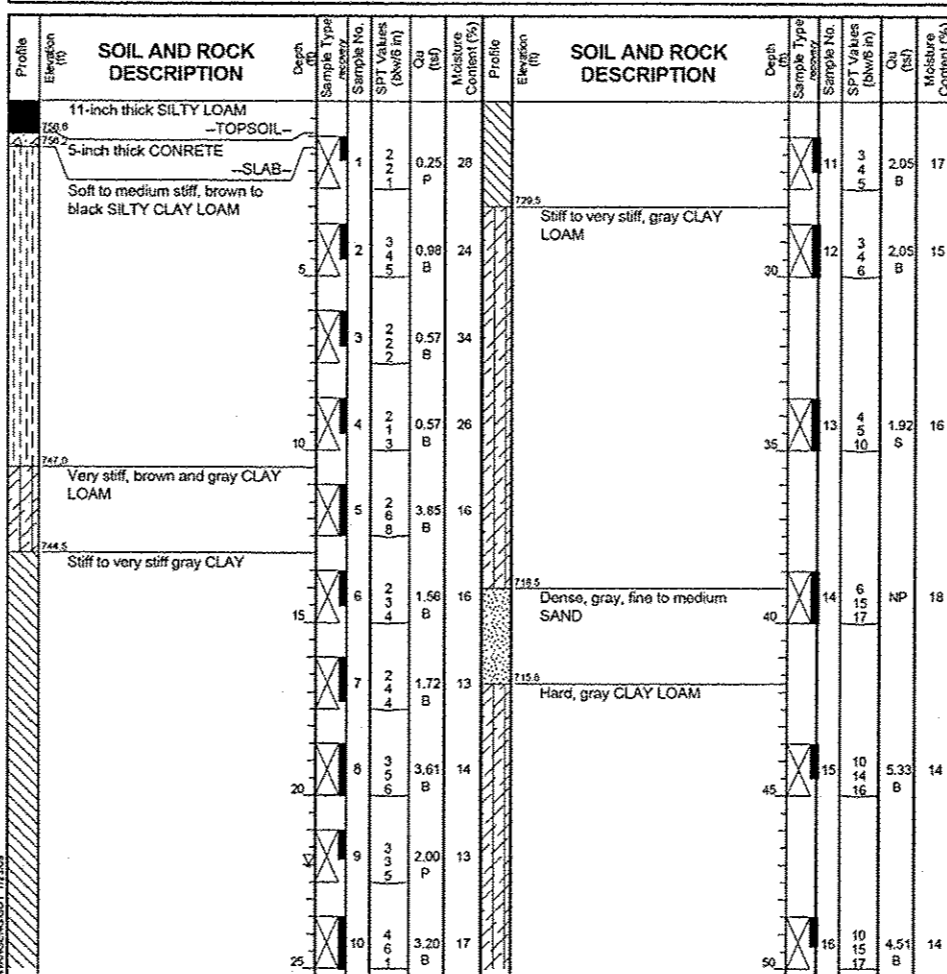 Profile
Elevation (ft)
SOIL AND ROCK DESCRIPTION
Depth (ft)
Sample Type
recovery
Sample No.
SPT Values (blw/6 in)
Qu (tsf)
Moisture Content (%)
Profile
Elevation (ft)
SOIL AND ROCK DESCRIPTION
Depth (ft)
Sample Type
recovery
Sample No.
SPT Values (blw/6 in)
Qu (tsf)
Moisture Content (%)
11-inch thick SILTY LOAM
756.6 --TOPSOIL--
756.2 5-inch thick CONRETE
--SLAB--
Soft to medium stiff, brown to
black SILTY CLAY LOAM
1 2 2 1 0.25 P 28
5 2 3 4 5 0.98 B 24
3 2 2 2 0.57 B 34
10 4 2 1 3 0.57 B 26
747.0
Very stiff, brown and gray CLAY
LOAM
5 2 6 8 3.85 B 16
744.5
Stiff to very stiff gray CLAY
15 6 2 3 4 1.56 B 16
7 2 4 4 1.72 B 13
20 8 3 5 6 3.61 B 14
9 3 3 5 2.00 P 13
25 10 4 6 1 3.20 B 17
11 3 4 5 2.05 B 17
729.5
Stiff to very stiff, gray CLAY
LOAM
30 12 3 4 6 2.05 B 15
35 13 4 5 10 1.92 S 16
718.5
Dense, gray, fine to medium
SAND
40 14 6 15 17 NP 18
715.8
Hard, gray CLAY LOAM
45 15 10 14 16 5.33 B 14
50 16 10 15 17 4.51 B 14